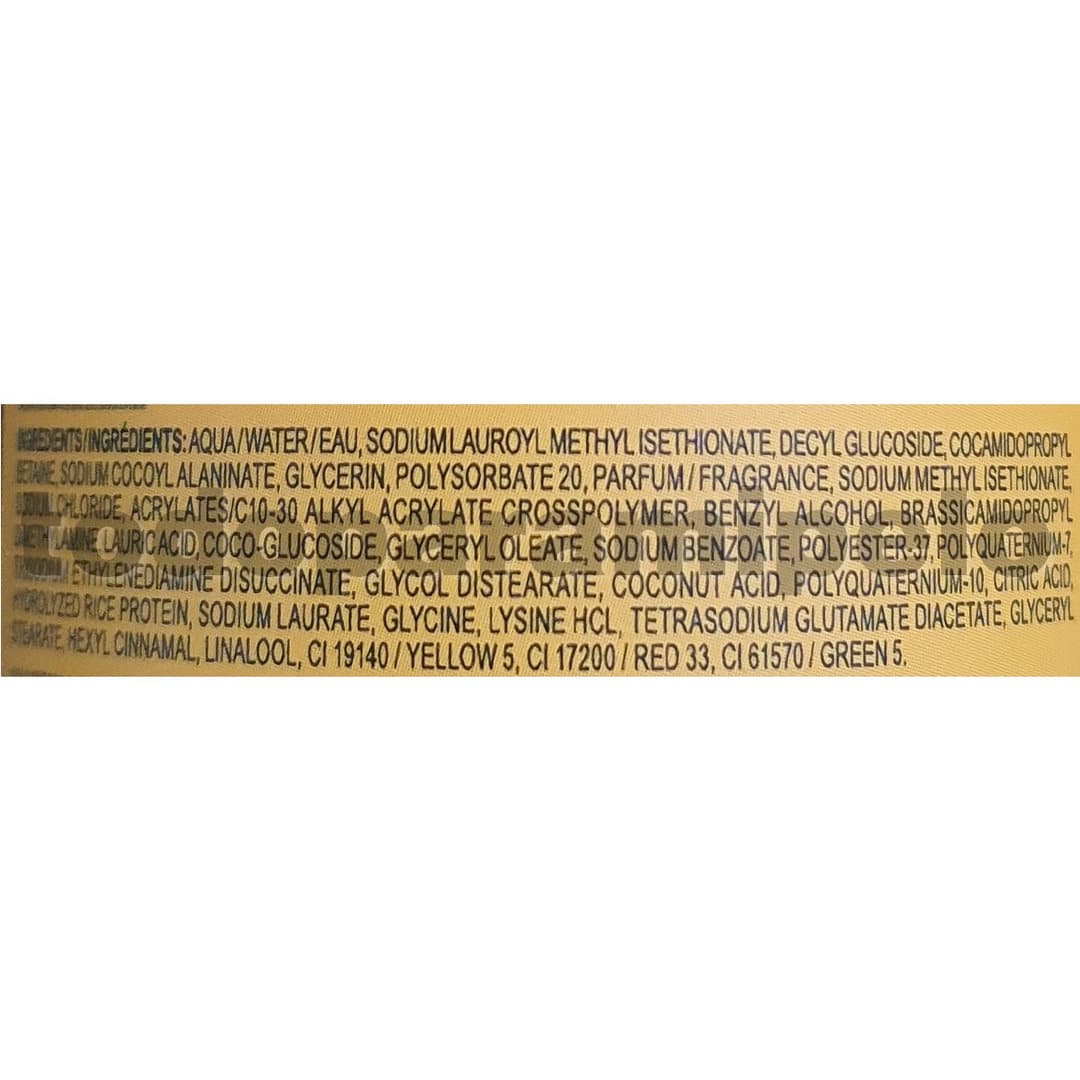 INGREDIENTS/INGRÉDIENTS: AQUA/WATER/EAU, SODIUM LAUROYL METHYL ISETHIONATE, DECYL GLUCOSIDE, COCAMIDOPROPYL
BETAINE, SODIUM COCOYL ALANINATE, GLYCERIN, POLYSORBATE 20, PARFUM / FRAGRANCE, SODIUM METHYL ISETHIONATE,
SODIUM CHLORIDE, ACRYLATES/C10-30 ALKYL ACRYLATE CROSSPOLYMER, BENZYL ALCOHOL, BRASSICAMIDOPROPYL
DIMETHYLAMINE, LAURIC ACID, COCO-GLUCOSIDE, GLYCERYL OLEATE, SODIUM BENZOATE, POLYESTER-37, POLYQUATERNIUM-7,
TRISODIUM ETHYLENEDIAMINE DISUCCINATE, GLYCOL DISTEARATE, COCONUT ACID, POLYQUATERNIUM-10, CITRIC ACID,
HYDROLYZED RICE PROTEIN, SODIUM LAURATE, GLYCINE, LYSINE HCL, TETRASODIUM GLUTAMATE DIACETATE, GLYCERYL
STEARATE, HEXYL CINNAMAL, LINALOOL, CI 19140 / YELLOW 5, CI 17200 / RED 33, CI 61570 / GREEN 5.